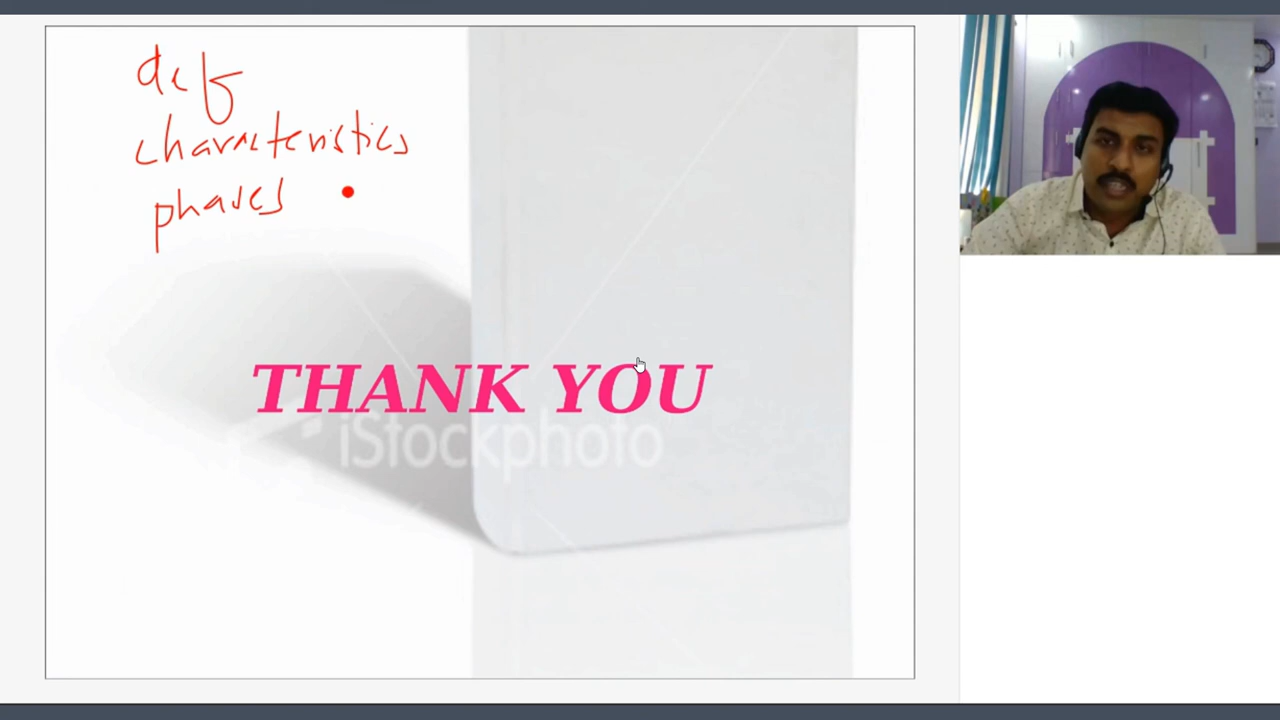 def
characteristics
phases
THANK YOU
iStockphoto